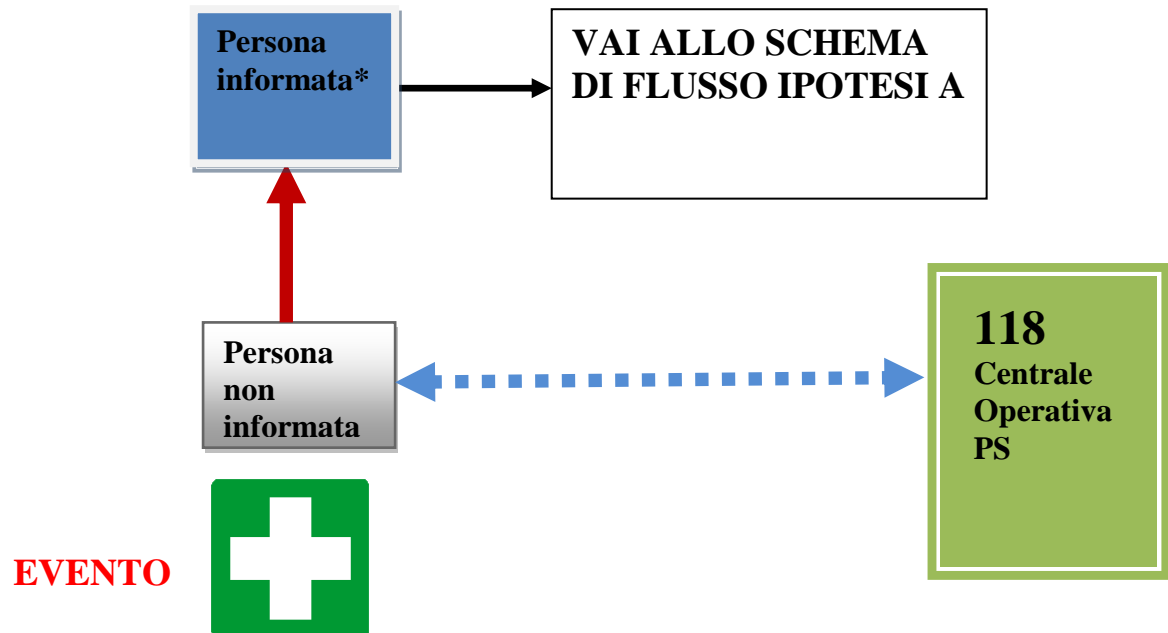 Persona
informata*
VAI ALLO SCHEMA
DI FLUSSO IPOTESI A
Persona
non
informata
118
Centrale
Operativa
PS
EVENTO